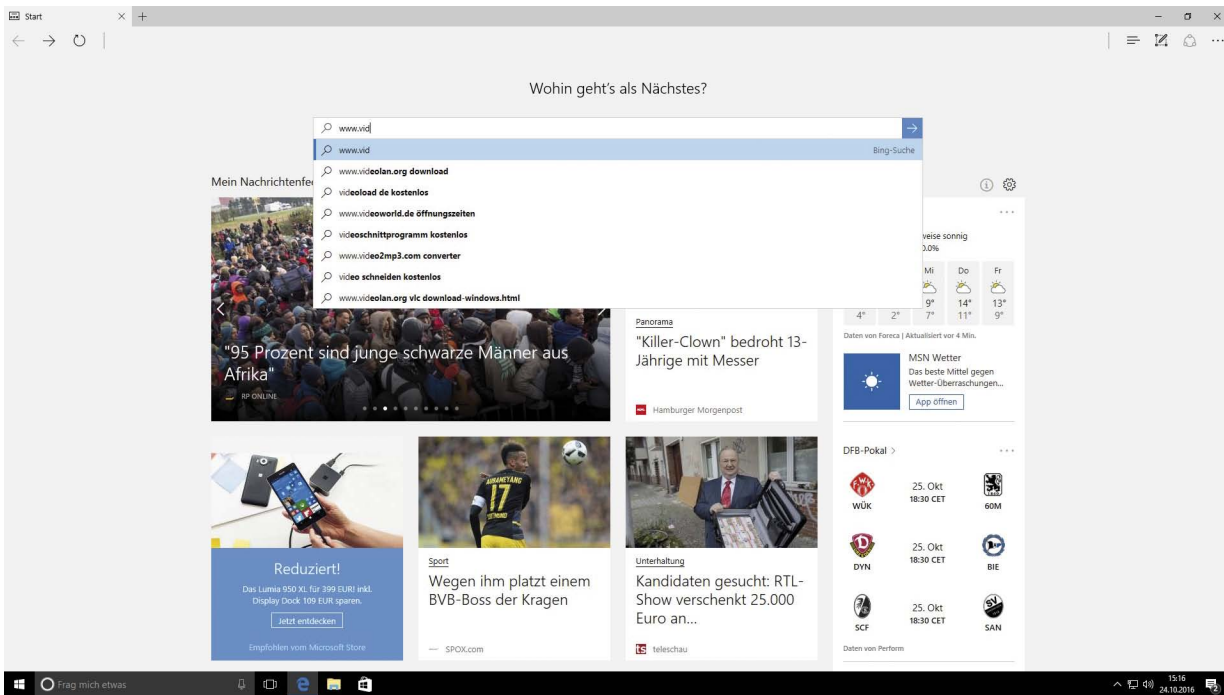 Start
Wohin geht's als Nächstes?
www.vid
www.vid Bing-Suche
www.videolan.org download
videoload de kostenlos
www.videoworld.de öffnungszeiten
videoschnittprogramm kostenlos
www.video2mp3.com converter
video schneiden kostenlos
www.videolan.org vlc download-windows.html
Mein Nachrichtenfe
"95 Prozent sind junge schwarze Männer aus
Afrika"
RP ONLINE
Panorama
"Killer-Clown" bedroht 13-
Jährige mit Messer
Hamburger Morgenpost
weise sonnig
0.0%
Mi Do Fr
9° 14° 13°
4° 2° 7° 11° 9°
Daten von Foreca | Aktualisiert vor 4 Min.
MSN Wetter
Das beste Mittel gegen
Wetter-Überraschungen...
App öffnen
Reduziert!
Das Lumia 950 XL für 399 EUR! inkl.
Display Dock 109 EUR sparen.
Jetzt entdecken
Empfohlen vom Microsoft Store
AUBAMEYANG
17
Sport
Wegen ihm platzt einem
BVB-Boss der Kragen
SPOX.com
Unterhaltung
Kandidaten gesucht: RTL-
Show verschenkt 25.000
Euro an...
ts teleschau
DFB-Pokal
25. Okt
18:30 CET
WÜK 60M
25. Okt
18:30 CET
DYN BIE
25. Okt
18:30 CET
SCF SAN
Daten von Perform
Frag mich etwas
15:16
24.10.2016